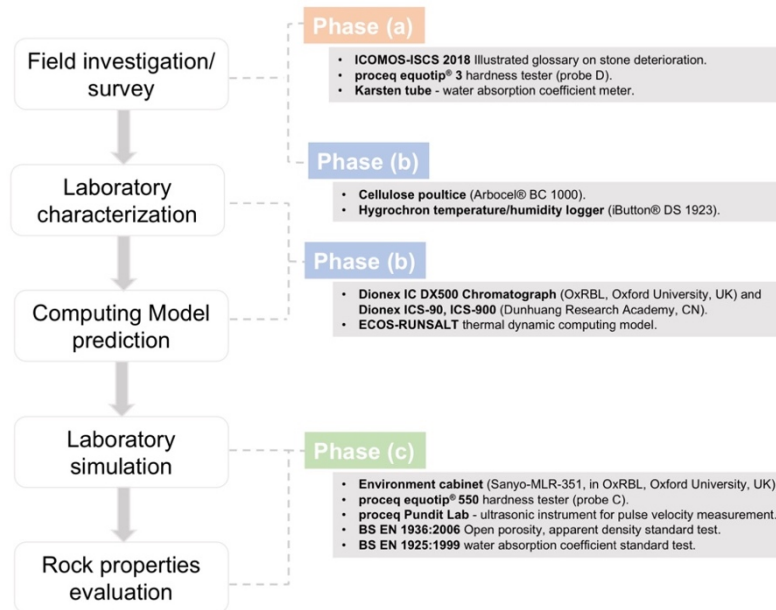 Field investigation/
survey
Laboratory
characterization
Computing Model
prediction
Laboratory
simulation
Rock properties
evaluation
Phase (a)
• ICOMOS-ISCS 2018 Illustrated glossary on stone deterioration.
• proceq equotip® 3 hardness tester (probe D).
• Karsten tube - water absorption coefficient meter.
Phase (b)
• Cellulose poultice (Arbocel® BC 1000).
• Hygrochron temperature/humidity logger (iButton® DS 1923).
Phase (b)
• Dionex IC DX500 Chromatograph (OxRBL, Oxford University, UK) and
Dionex ICS-90, ICS-900 (Dunhuang Research Academy, CN).
• ECOS-RUNSALT thermal dynamic computing model.
Phase (c)
• Environment cabinet (Sanyo-MLR-351, in OxRBL, Oxford University, UK)
• proceq equotip® 550 hardness tester (probe C).
• proceq Pundit Lab - ultrasonic instrument for pulse velocity measurement.
• BS EN 1936:2006 Open porosity, apparent density standard test.
• BS EN 1925:1999 water absorption coefficient standard test.